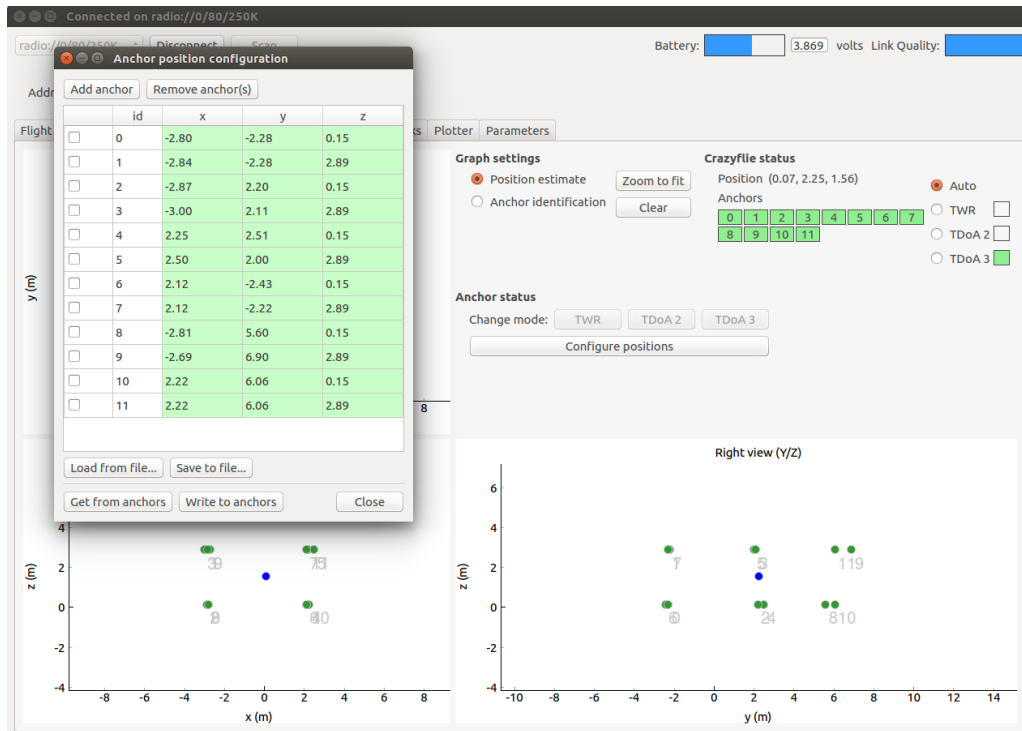 Connected on radio://0/80/250K
radio://0/80/250K Disconnect Scan
Battery: 3.869 volts Link Quality:
Anchor position configuration
Add anchor Remove anchor(s)
id x y z
0 -2.80 -2.28 0.15
1 -2.84 -2.28 2.89
2 -2.87 2.20 0.15
3 -3.00 2.11 2.89
4 2.25 2.51 0.15
5 2.50 2.00 2.89
6 2.12 -2.43 0.15
7 2.12 -2.22 2.89
8 -2.81 5.60 0.15
9 -2.69 6.90 2.89
10 2.22 6.06 0.15
11 2.22 6.06 2.89
Load from file... Save to file...
Get from anchors Write to anchors Close
Addr
Flight
Plotter Parameters
Graph settings
Position estimate Zoom to fit
Anchor identification Clear
Crazyflie status
Position (0.07, 2.25, 1.56)
Anchors
0 1 2 3 4 5 6 7
8 9 10 11
Auto
TWR
TDoA 2
TDoA 3
Anchor status
Change mode: TWR TDoA 2 TDoA 3
Configure positions
y (m)
8
4
2
0
-2
-4
z (m)
-8 -6 -4 -2 0 2 4 6 8
x (m)
Right view (Y/Z)
6
4
2
0
-2
-4
z (m)
119
24
810
-10 -8 -6 -4 -2 0 2 4 6 8 10 12 14
y (m)